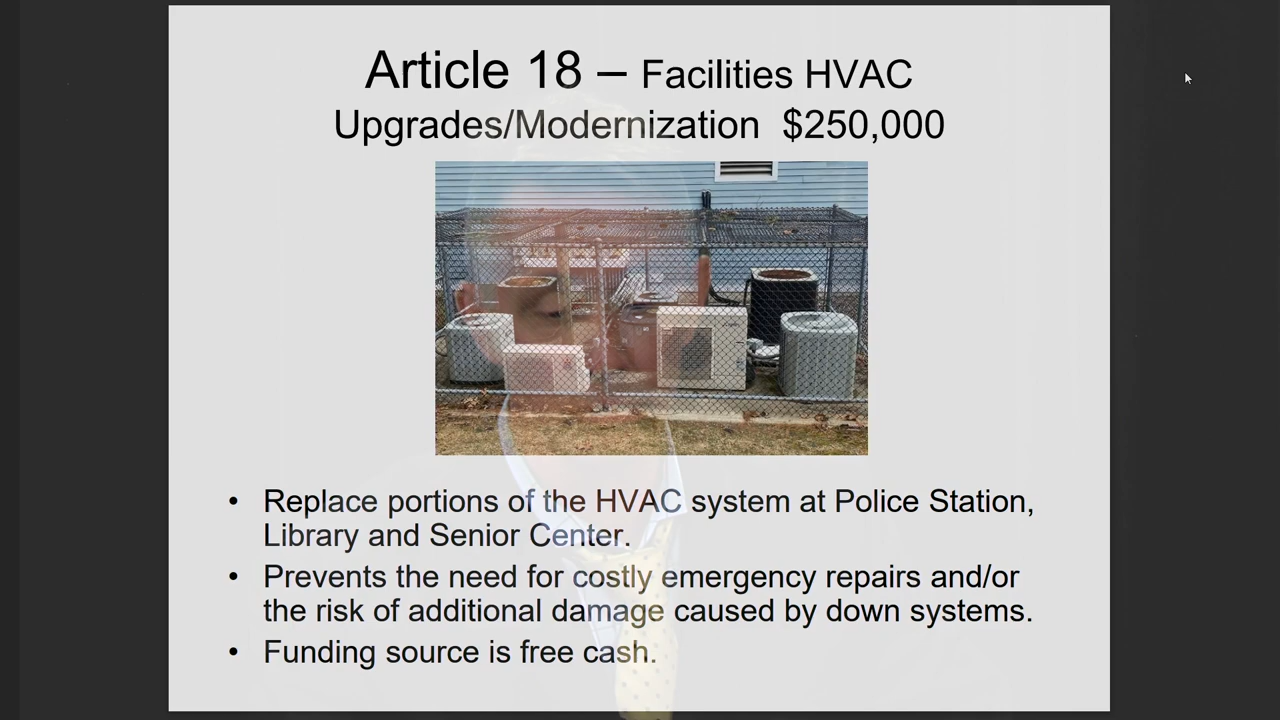 Article 18 – Facilities HVAC
Upgrades/Modernization $250,000
• Replace portions of the HVAC system at Police Station,
Library and Senior Center.
• Prevents the need for costly emergency repairs and/or
the risk of additional damage caused by down systems.
• Funding source is free cash.